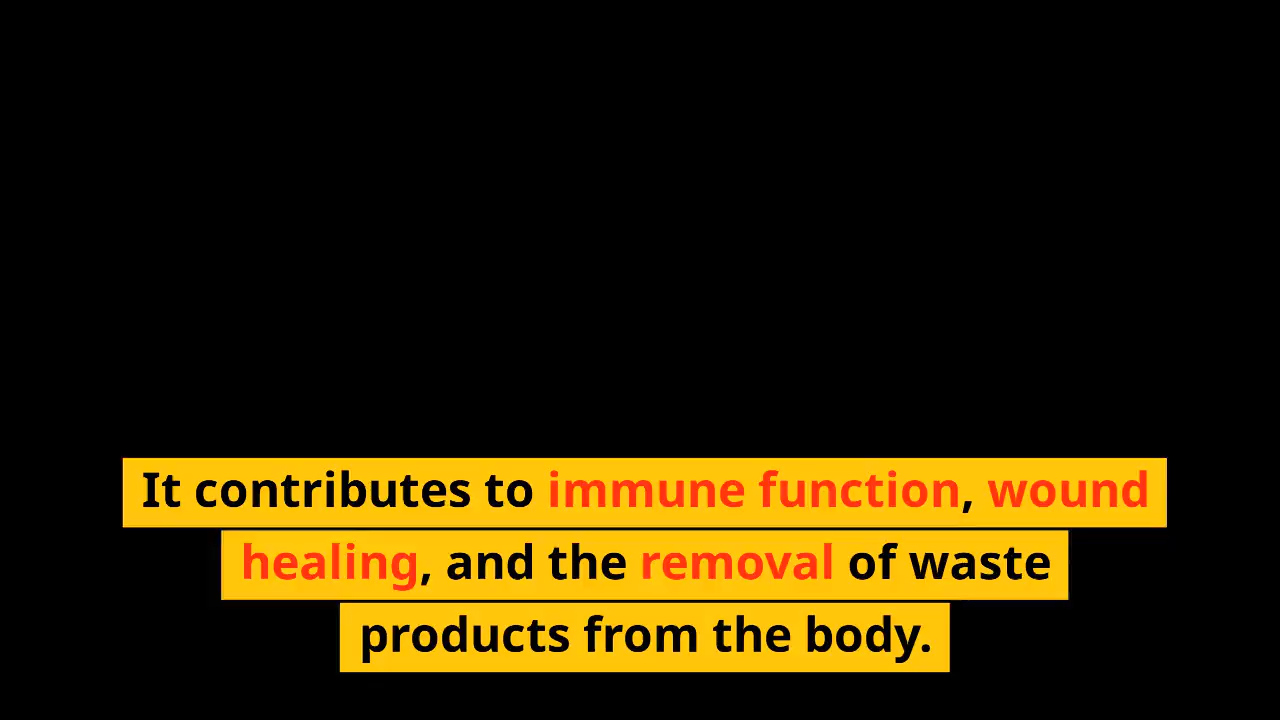 It contributes to immune function, wound
healing, and the removal of waste
products from the body.